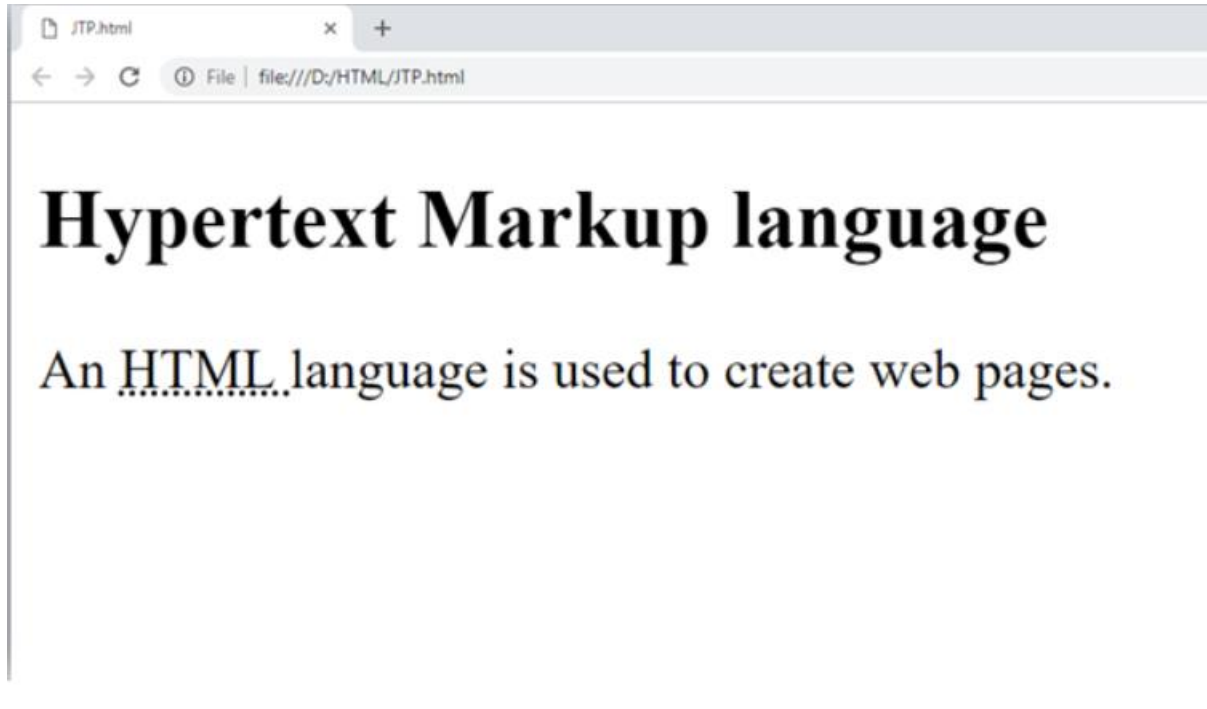 JTP.html
File file:///D:/HTML/JTP.html
Hypertext Markup language
An HTML language is used to create web pages.